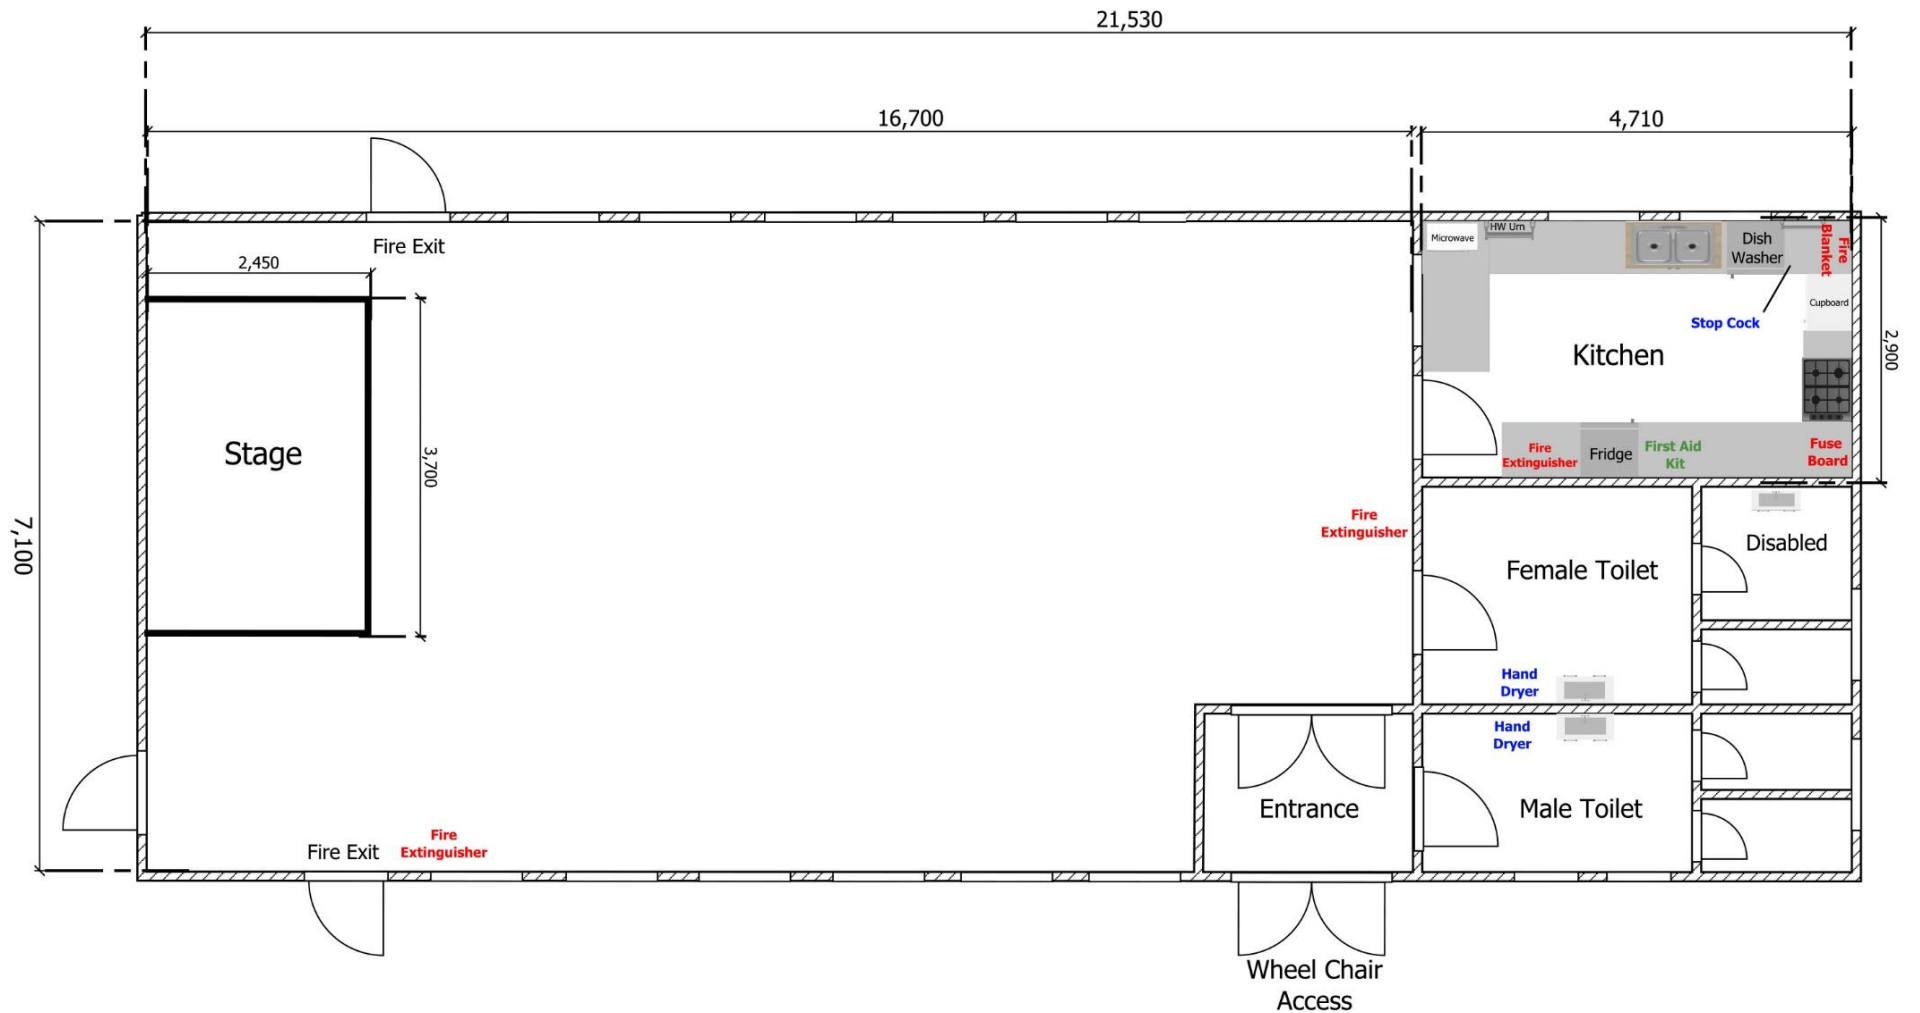 21,530
16,700
4,710
Fire Exit
2,450
Microwave
HW Urn
Dish
Washer
Fire
Blanket
Cupboard
Stop Cock
Kitchen
2,900
Stage
3,700
7,100
Fire
Extinguisher
Fridge
First Aid
Kit
Fuse
Board
Fire
Extinguisher
Female Toilet
Disabled
Hand
Dryer
Hand
Dryer
Entrance
Male Toilet
Fire Exit
Fire
Extinguisher
Wheel Chair
Access